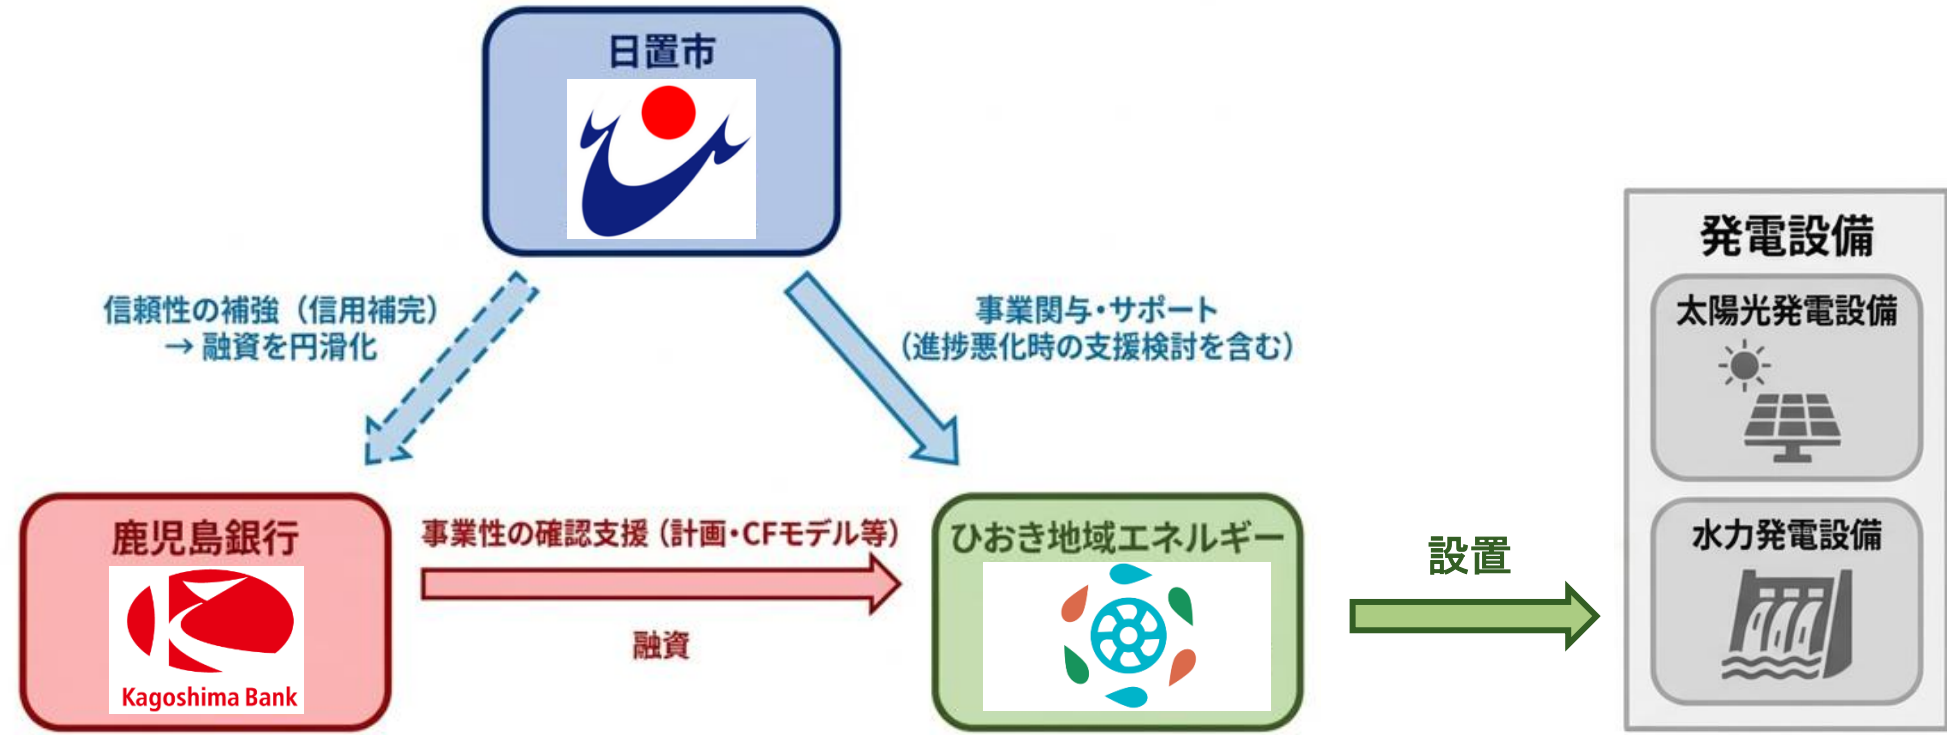 日置市
信頼性の補強（信用補完）
→ 融資を円滑化
事業関与・サポート
（進捗悪化時の支援検討を含む）
鹿児島銀行
Kagoshima Bank
事業性の確認支援（計画・CFモデル等）
融資
ひおき地域エネルギー
設置
発電設備
太陽光発電設備
水力発電設備